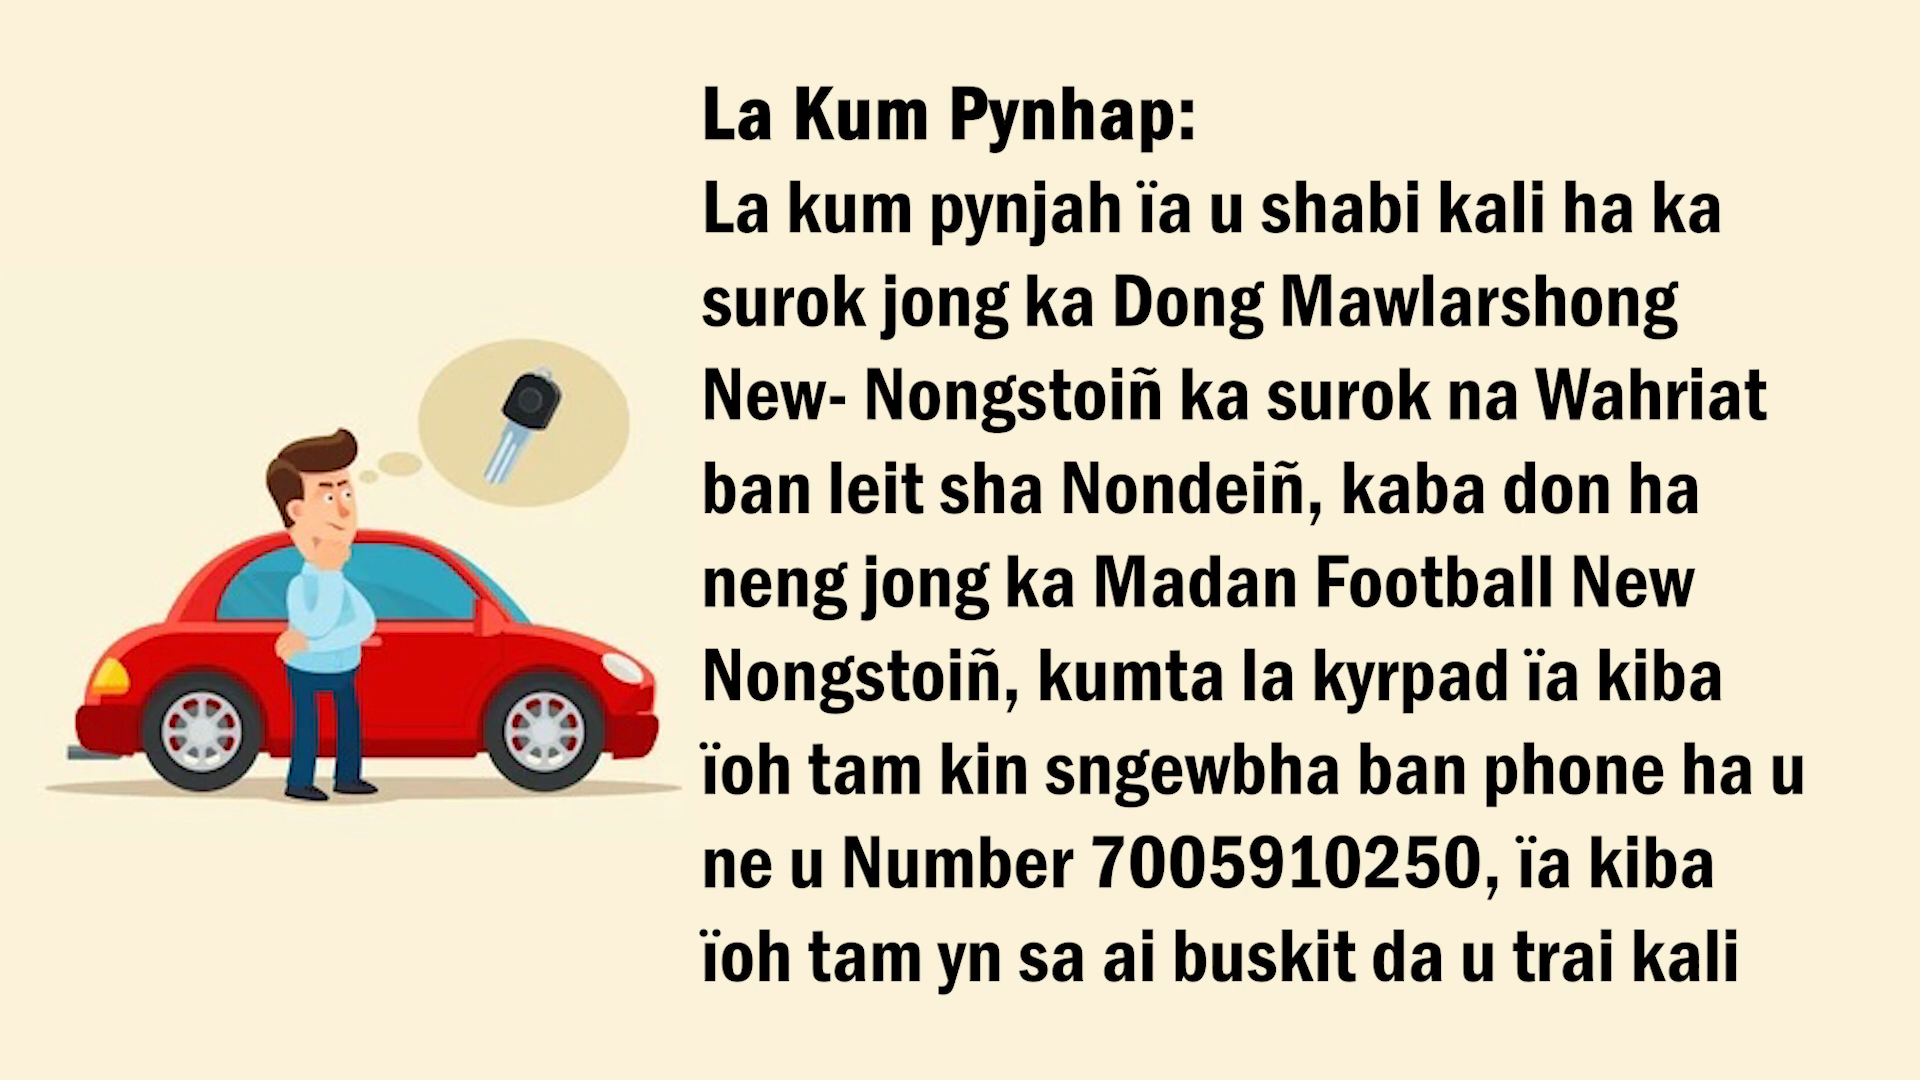 La Kum Pynhap:
La kum pynjah ïa u shabi kali ha ka
surok jong ka Dong Mawlarshong
New- Nongstoiñ ka surok na Wahriat
ban leit sha Nondeiñ, kaba don ha
neng jong ka Madan Football New
Nongstoiñ, kumta la kyrpad ïa kiba
ïoh tam kin sngewbha ban phone ha u
ne u Number 7005910250, ïa kiba
ïoh tam yn sa ai buskit da u trai kali